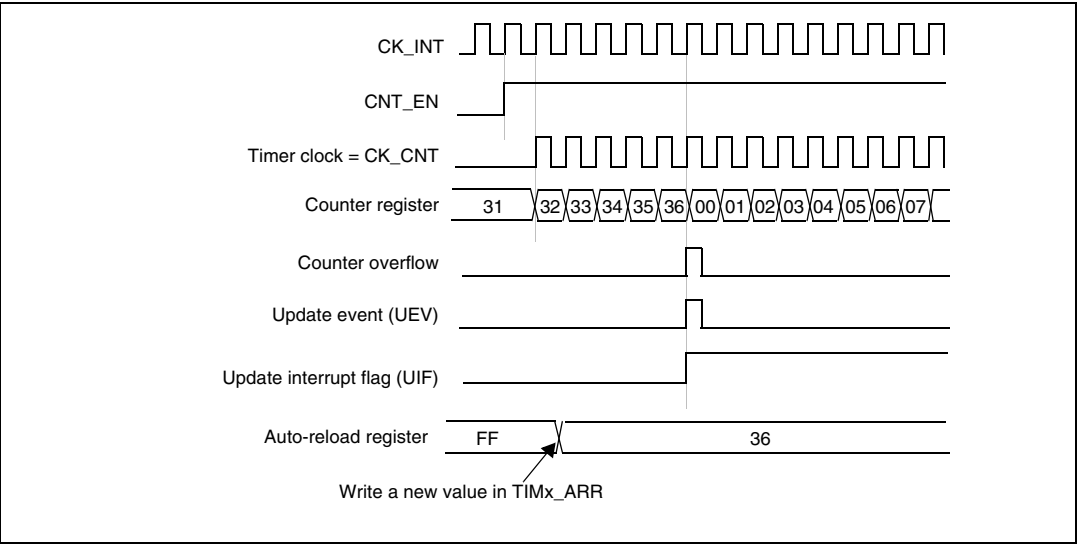 CK_INT
CNT_EN
Timer clock = CK_CNT
Counter register 31 32 33 34 35 36 00 01 02 03 04 05 06 07
Counter overflow
Update event (UEV)
Update interrupt flag (UIF)
Auto-reload register FF 36
Write a new value in TIMx_ARR